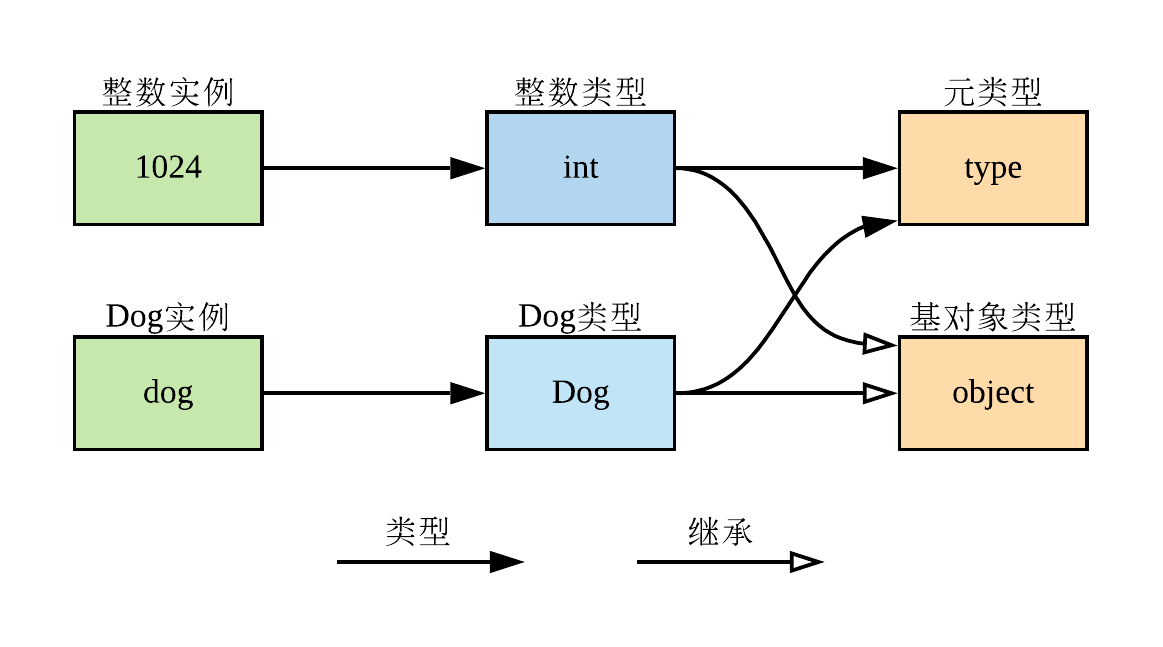 整数实例
整数类型
元类型
1024
int
type
Dog实例
Dog类型
基对象类型
dog
Dog
object
类型
继承